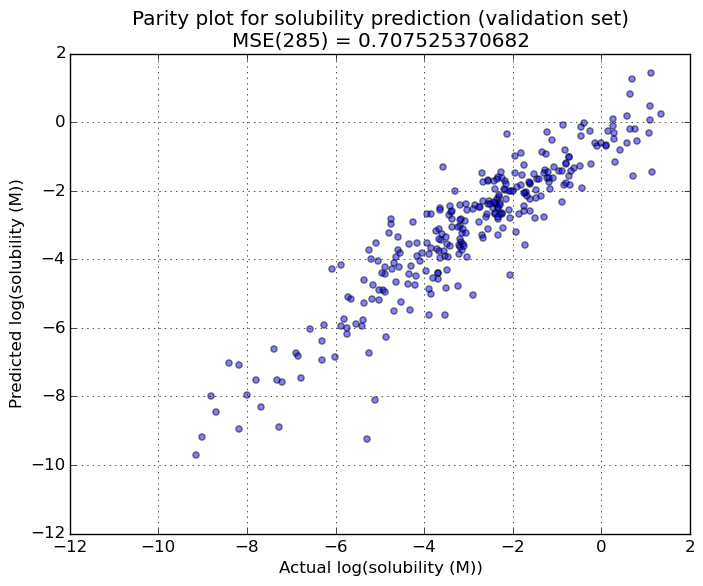 Parity plot for solubility prediction (validation set)
MSE(285) = 0.707525370682
2
0
−2
−4
−6
−8
−10
−12
Predicted log(solubility (M))
−12 −10 −8 −6 −4 −2 0 2
Actual log(solubility (M))